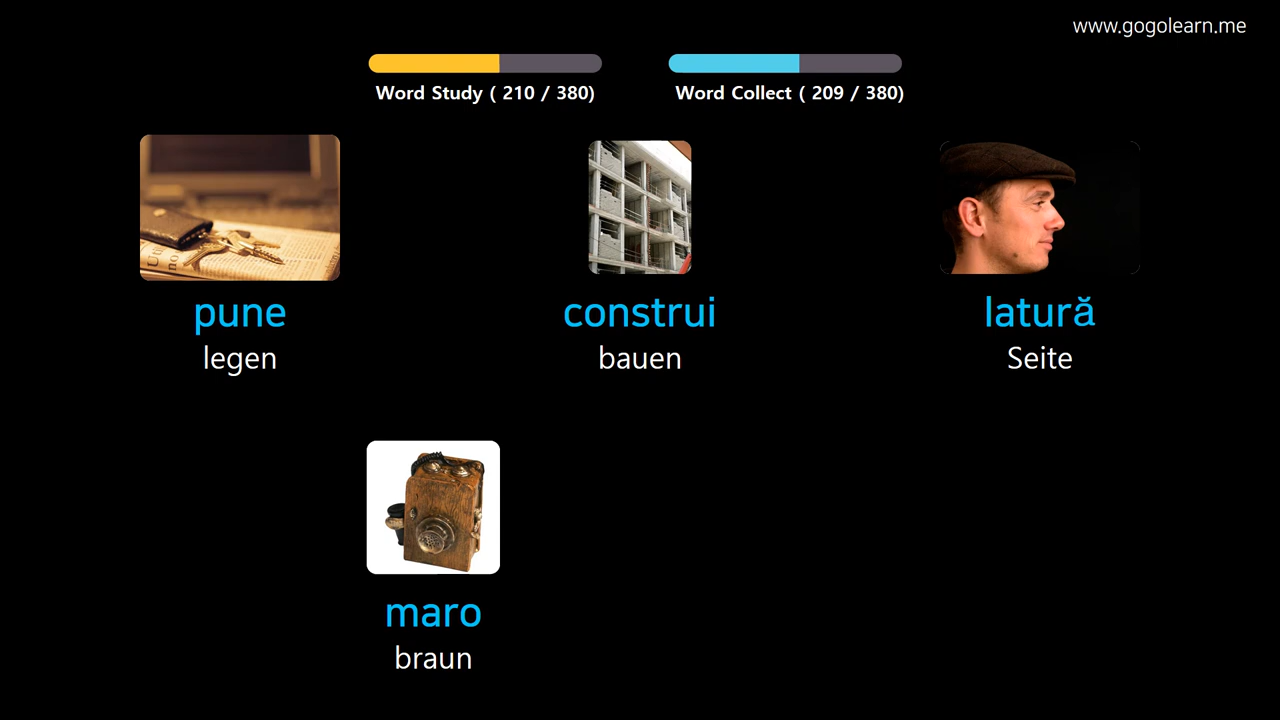 www.gogolearn.me
Word Study ( 210 / 380)
Word Collect ( 209 / 380)
pune
legen
construi
bauen
latură
Seite
maro
braun